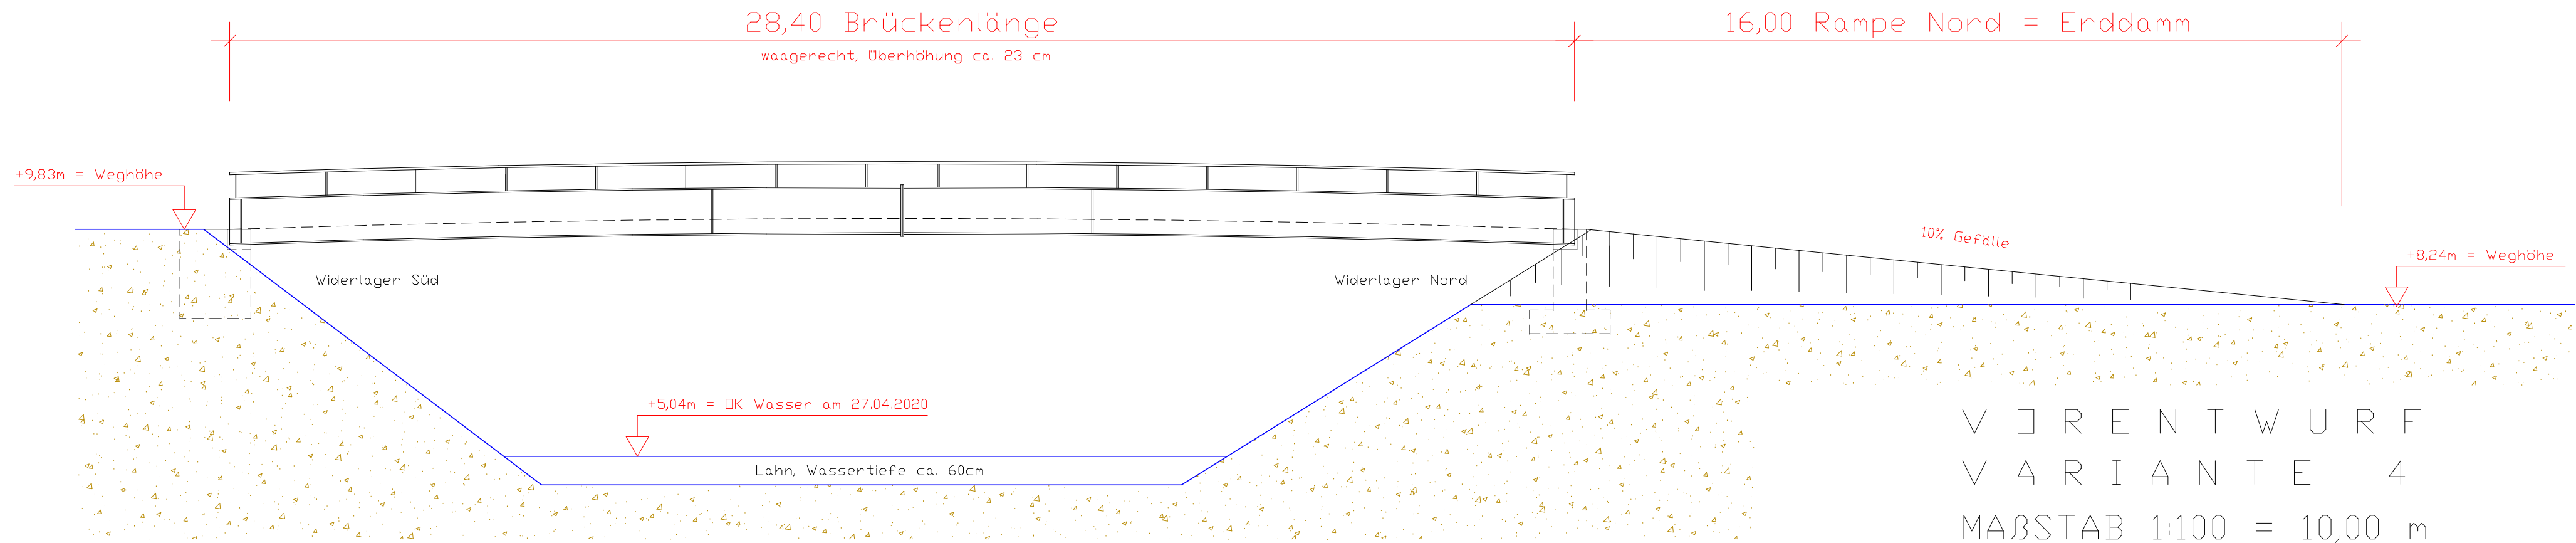 28,40 Brückenlänge
waagerecht, Überhöhung ca. 23 cm
16,00 Rampe Nord = Erddamm
+9,83m = Weghöhe
10% Gefälle
+8,24m = Weghöhe
Widerlager Süd
Widerlager Nord
+5,04m = OK Wasser am 27.04.2020
Lahn, Wassertiefe ca. 60cm
VORENTWURF
VARIANTE 4
MAßSTAB 1:100 = 10,00 m